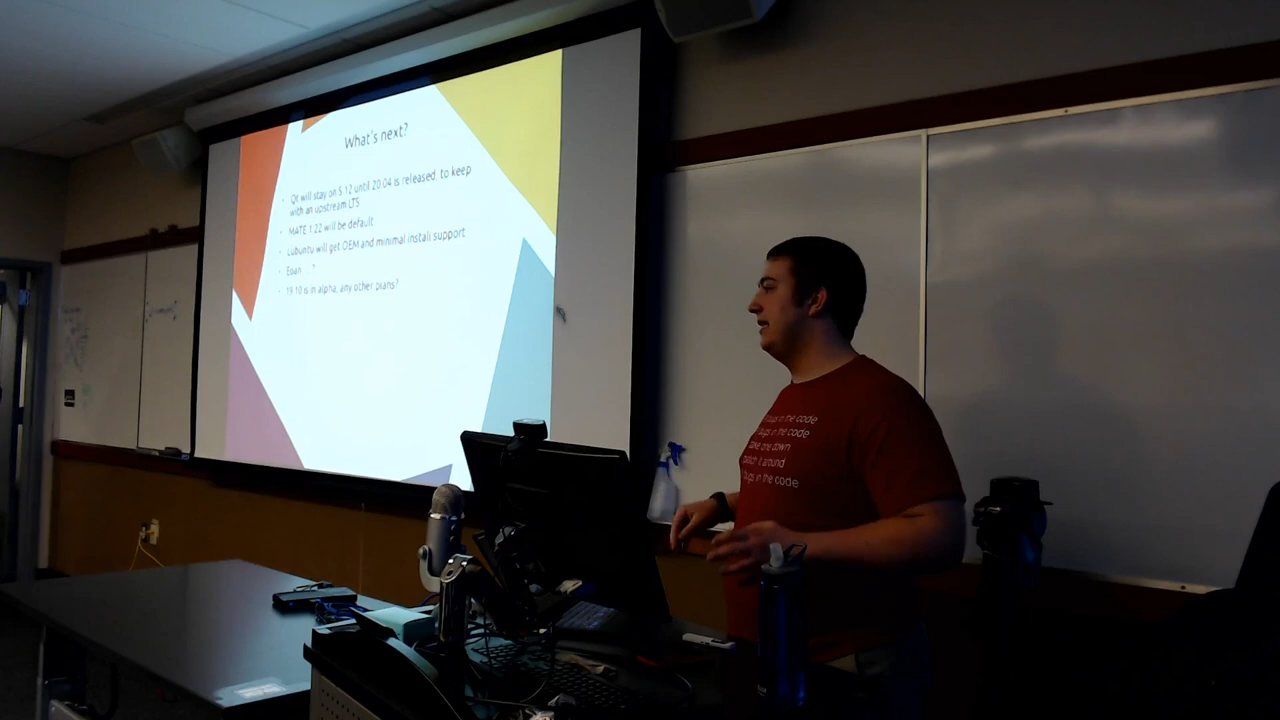 What's next?
Qt will stay on 5.12 until 20.04 is released, to keep
with an upstream LTS
MATE 1.22 will be default
Lubuntu will get OEM and minimal install support
Eoan ...?
19.10 is in alpha, any other plans?
bugs in the code
bugs in the code
take one down
patch it around
bugs in the code